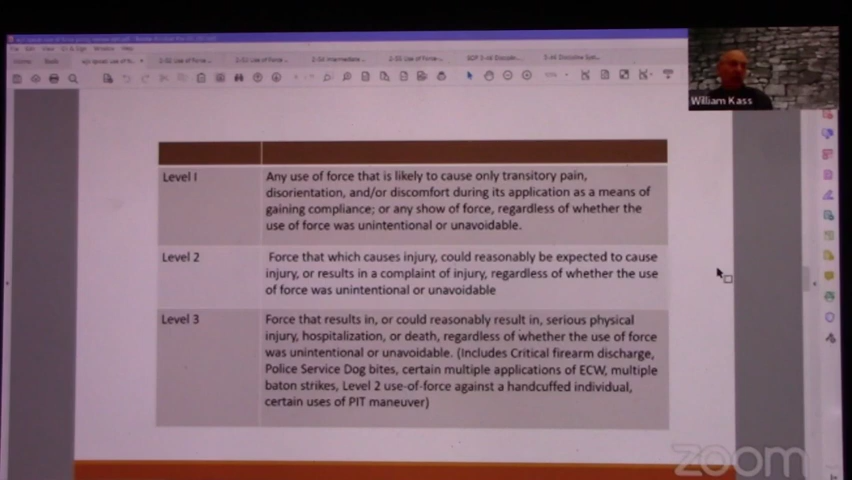 William Kass
Level I
Any use of force that is likely to cause only transitory pain,
disorientation, and/or discomfort during its application as a means of
gaining compliance; or any show of force, regardless of whether the
use of force was unintentional or unavoidable.
Level 2
Force that which causes injury, could reasonably be expected to cause
injury, or results in a complaint of injury, regardless of whether the use
of force was unintentional or unavoidable
Level 3
Force that results in, or could reasonably result in, serious physical
injury, hospitalization, or death, regardless of whether the use of force
was unintentional or unavoidable. (Includes Critical firearm discharge,
Police Service Dog bites, certain multiple applications of ECW, multiple
baton strikes, Level 2 use-of-force against a handcuffed individual,
certain uses of PIT maneuver)
zoom